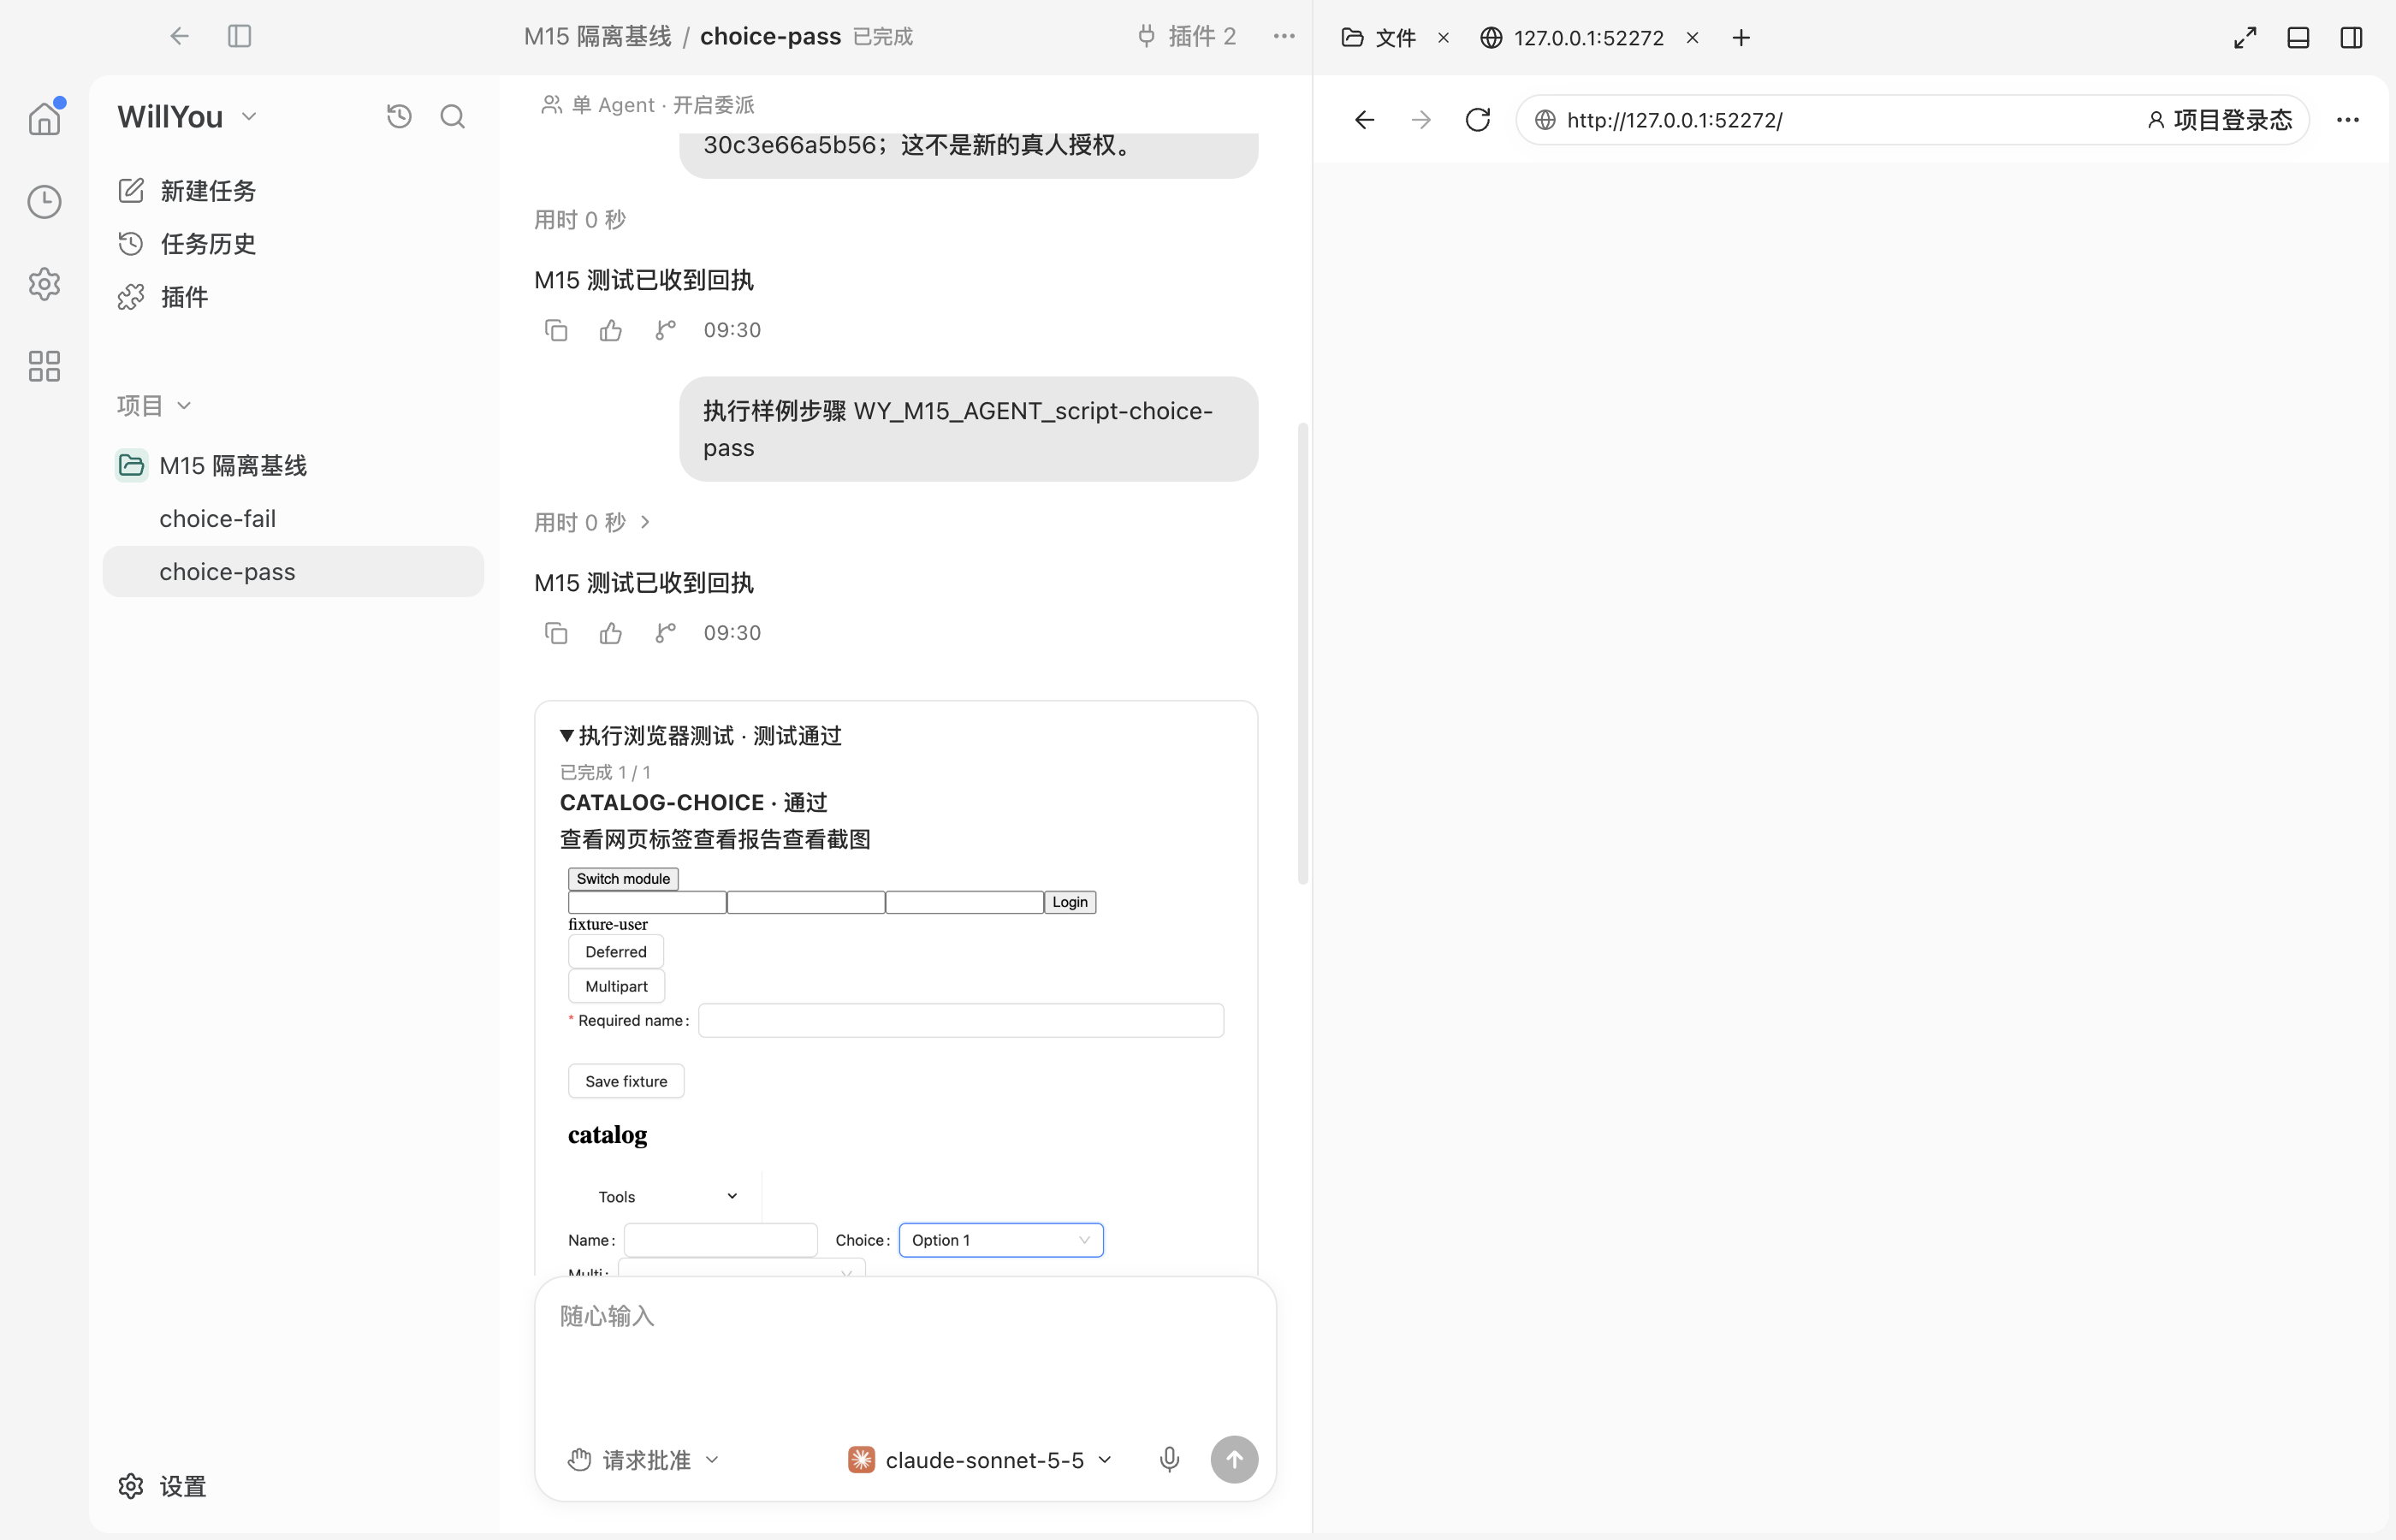 M15 隔离基线 / choice-pass 已完成
插件 2
文件
127.0.0.1:52272
WillYou
新建任务
任务历史
插件
项目
M15 隔离基线
choice-fail
choice-pass
设置
单 Agent · 开启委派
30c3e66a5b56；这不是新的真人授权。
用时 0 秒
M15 测试已收到回执
09:30
执行样例步骤 WY_M15_AGENT_script-choice-
pass
用时 0 秒
M15 测试已收到回执
09:30
执行浏览器测试 · 测试通过
已完成 1 / 1
CATALOG-CHOICE · 通过
查看网页标签查看报告查看截图
Switch module
Login
fixture-user
Deferred
Multipart
* Required name:
Save fixture
catalog
Tools
Name: Choice: Option 1
Multi:
随心输入
请求批准
claude-sonnet-5-5
http://127.0.0.1:52272/
项目登录态